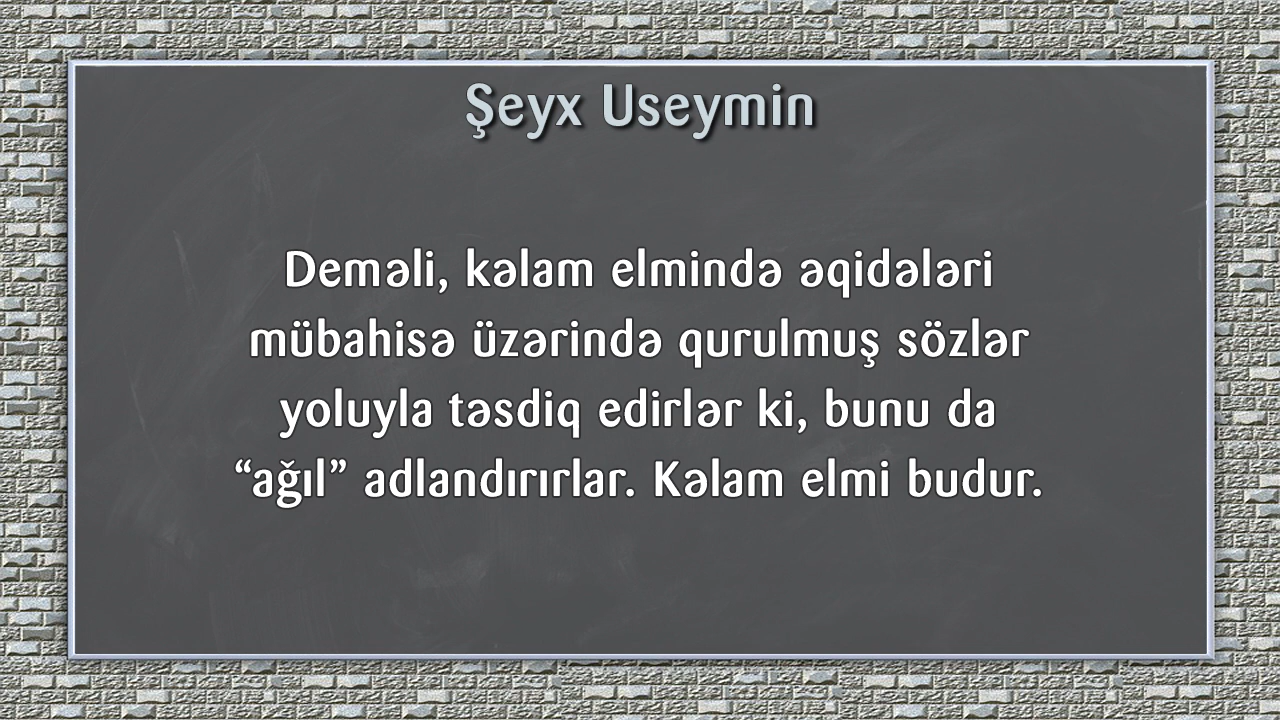 Şeyx Useymin
Deməli, kəlam elmində əqidələri
mübahisə üzərində qurulmuş sözlər
yoluyla təsdiq edirlər ki, bunu da
“ağıl” adlandırırlar. Kəlam elmi budur.